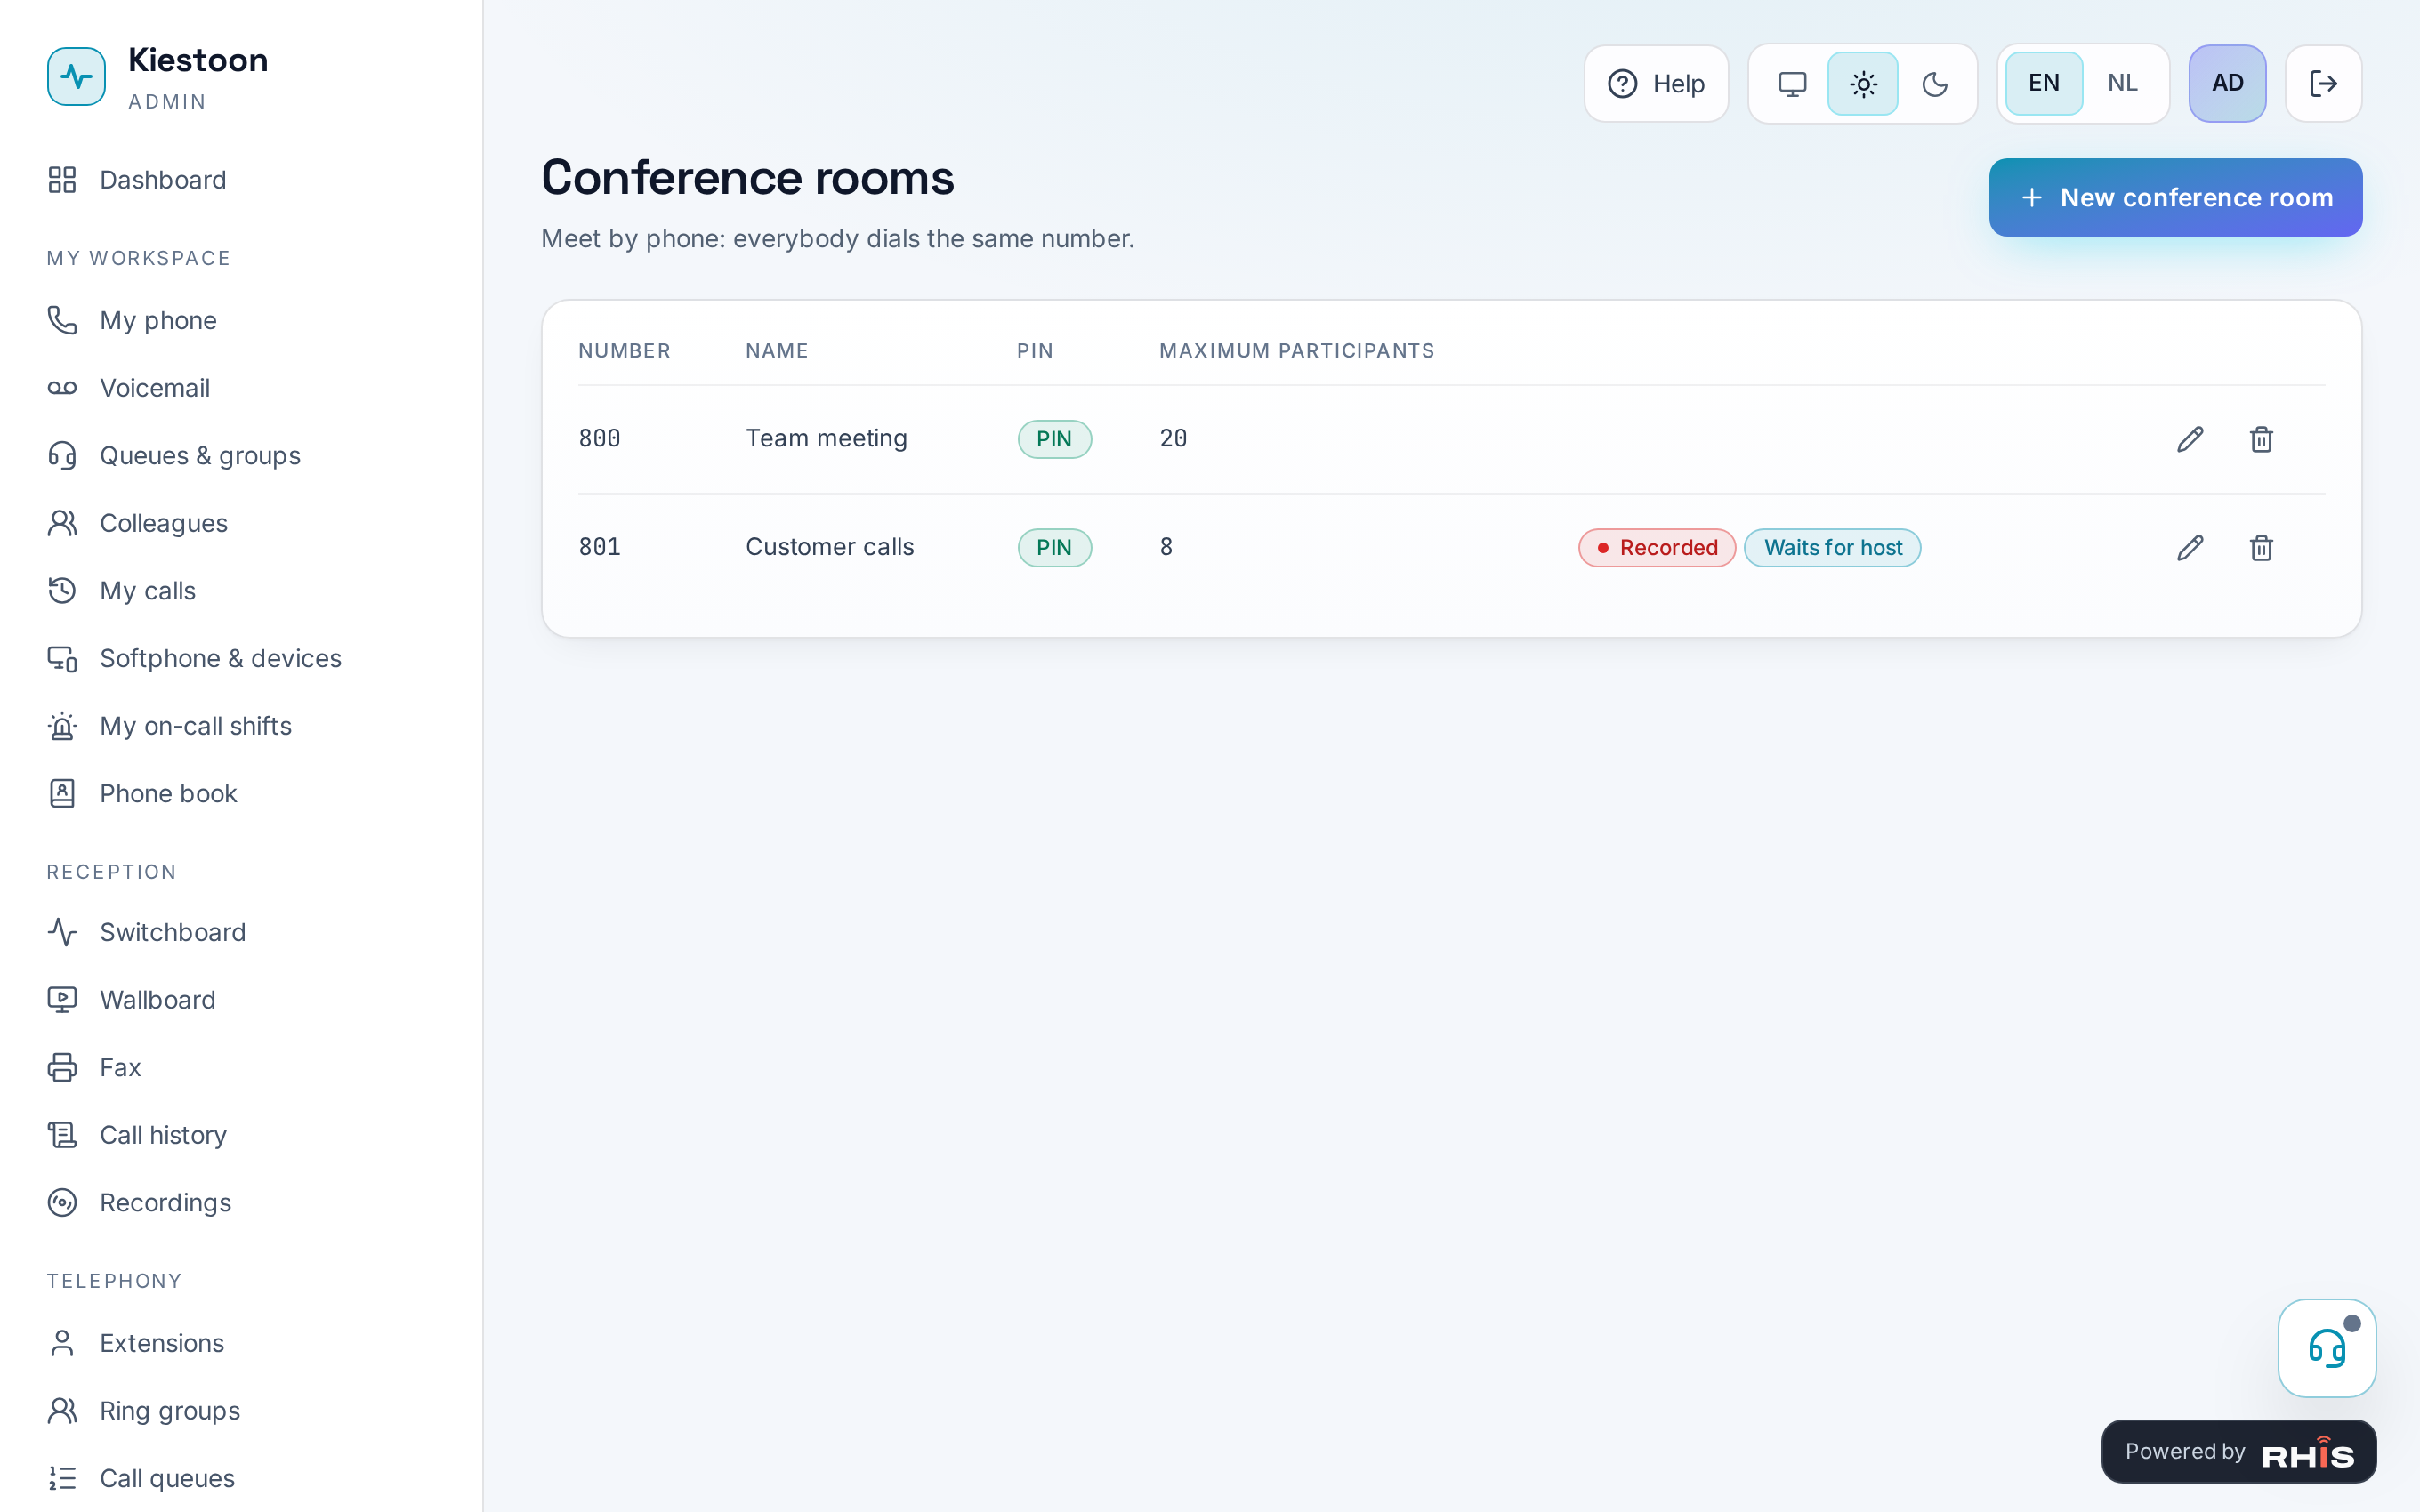 Kiestoon
ADMIN
Dashboard
MY WORKSPACE
My phone
Voicemail
Queues & groups
Colleagues
My calls
Softphone & devices
My on-call shifts
Phone book
RECEPTION
Switchboard
Wallboard
Fax
Call history
Recordings
TELEPHONY
Extensions
Ring groups
Call queues
Help
EN NL
AD
Conference rooms
Meet by phone: everybody dials the same number.
New conference room
NUMBER NAME PIN MAXIMUM PARTICIPANTS
800 Team meeting PIN 20
801 Customer calls PIN 8 Recorded Waits for host
Powered by RHiS